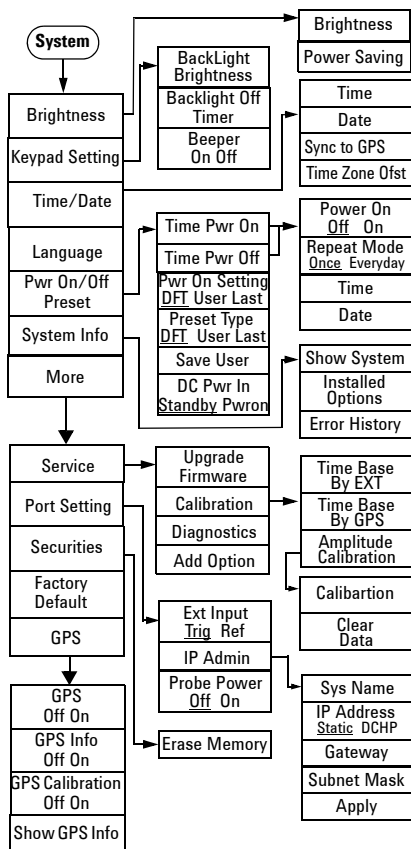 System
Brightness
Keypad Setting
Time/Date
Language
Pwr On/Off
Preset
System Info
More
Brightness
Power Saving
BackLight
Brightness
Backlight Off
Timer
Beeper
On Off
Time
Date
Sync to GPS
Time Zone Ofst
Time Pwr On
Time Pwr Off
Pwr On Setting
DFT User Last
Preset Type
DFT User Last
Save User
DC Pwr In
Standby Pwron
Power On
Off On
Repeat Mode
Once Everyday
Time
Date
Show System
Installed
Options
Error History
Service
Port Setting
Securities
Factory
Default
GPS
Upgrade
Firmware
Calibration
Diagnostics
Add Option
Time Base
By EXT
Time Base
By GPS
Amplitude
Calibration
Calibartion
Clear
Data
Ext Input
Trig Ref
IP Admin
Probe Power
Off On
Sys Name
IP Address
Static DCHP
Gateway
Subnet Mask
Apply
Erase Memory
GPS
Off On
GPS Info
Off On
GPS Calibration
Off On
Show GPS Info